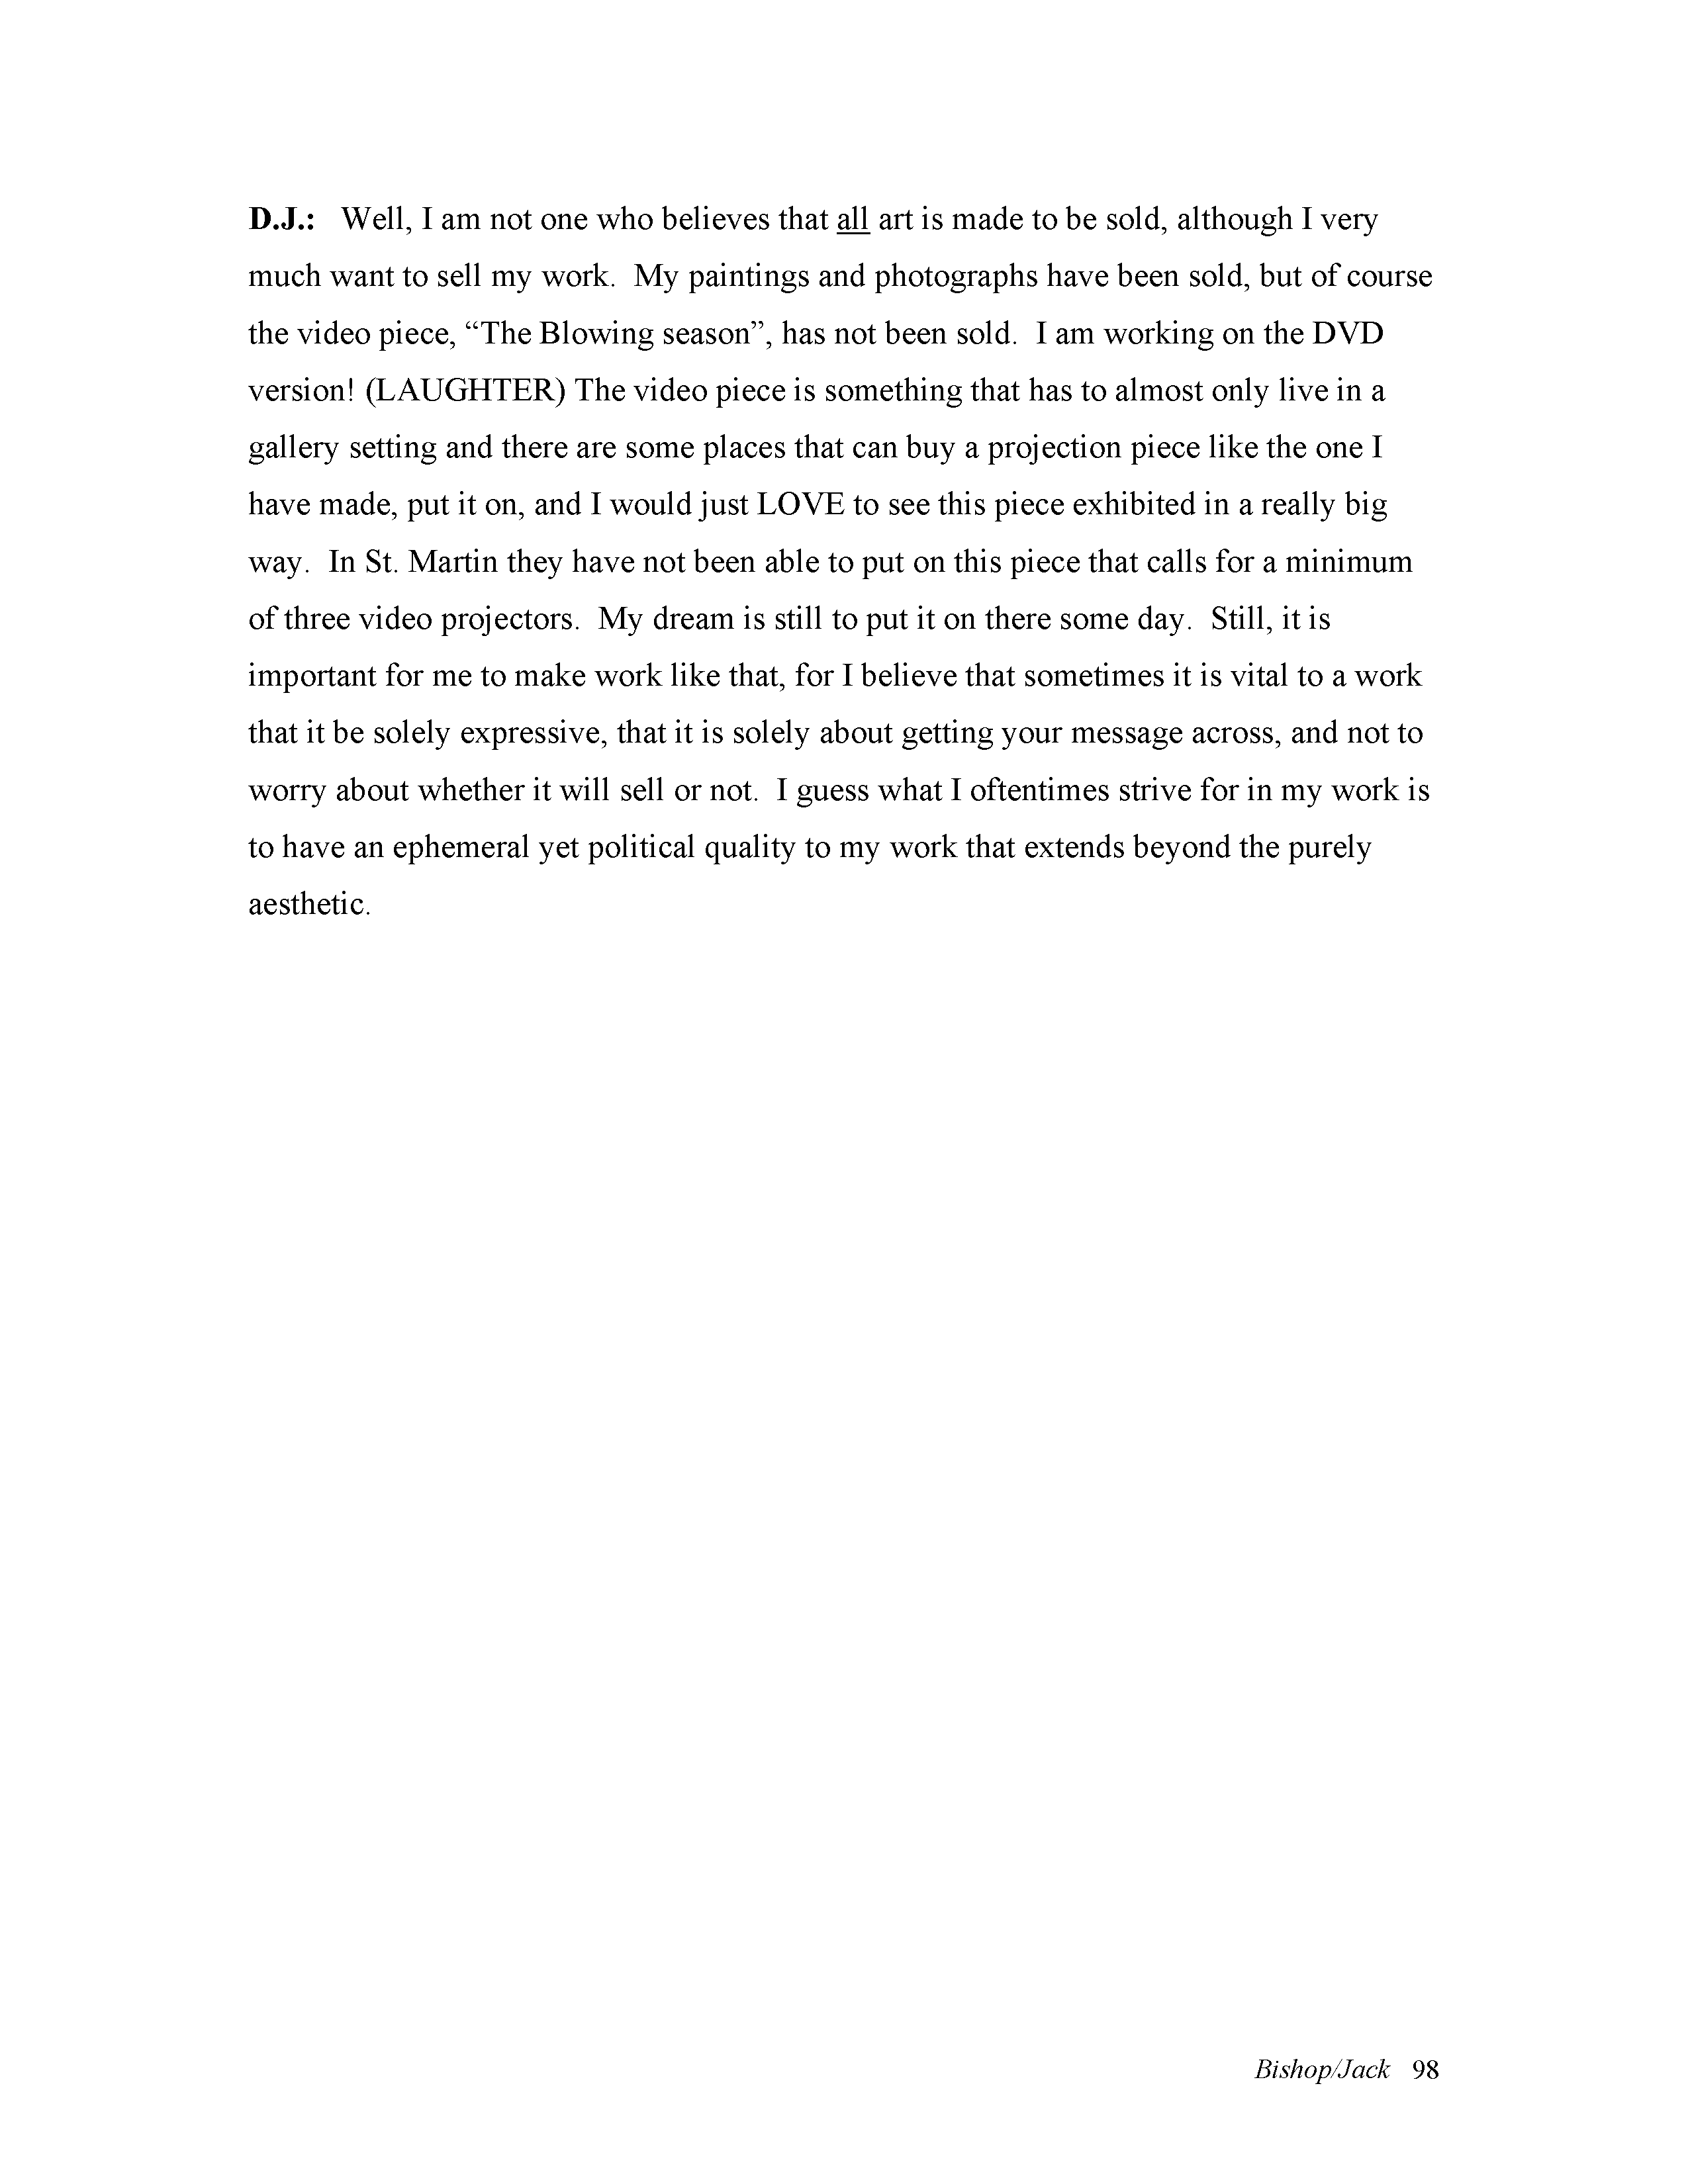 D.J.: Well, I am not one who believes that all art is made to be sold, although I very
much want to sell my work. My paintings and photographs have been sold, but of course
the video piece, “The Blowing season”, has not been sold. I am working on the DVD
version! (LAUGHTER) The video piece is something that has to almost only live in a
gallery setting and there are some places that can buy a projection piece like the one I
have made, put it on, and I would just LOVE to see this piece exhibited in a really big
way. In St. Martin they have not been able to put on this piece that calls for a minimum
of three video projectors. My dream is still to put it on there some day. Still, it is
important for me to make work like that, for I believe that sometimes it is vital to a work
that it be solely expressive, that it is solely about getting your message across, and not to
worry about whether it will sell or not. I guess what I oftentimes strive for in my work is
to have an ephemeral yet political quality to my work that extends beyond the purely
aesthetic.
Bishop/Jack 98